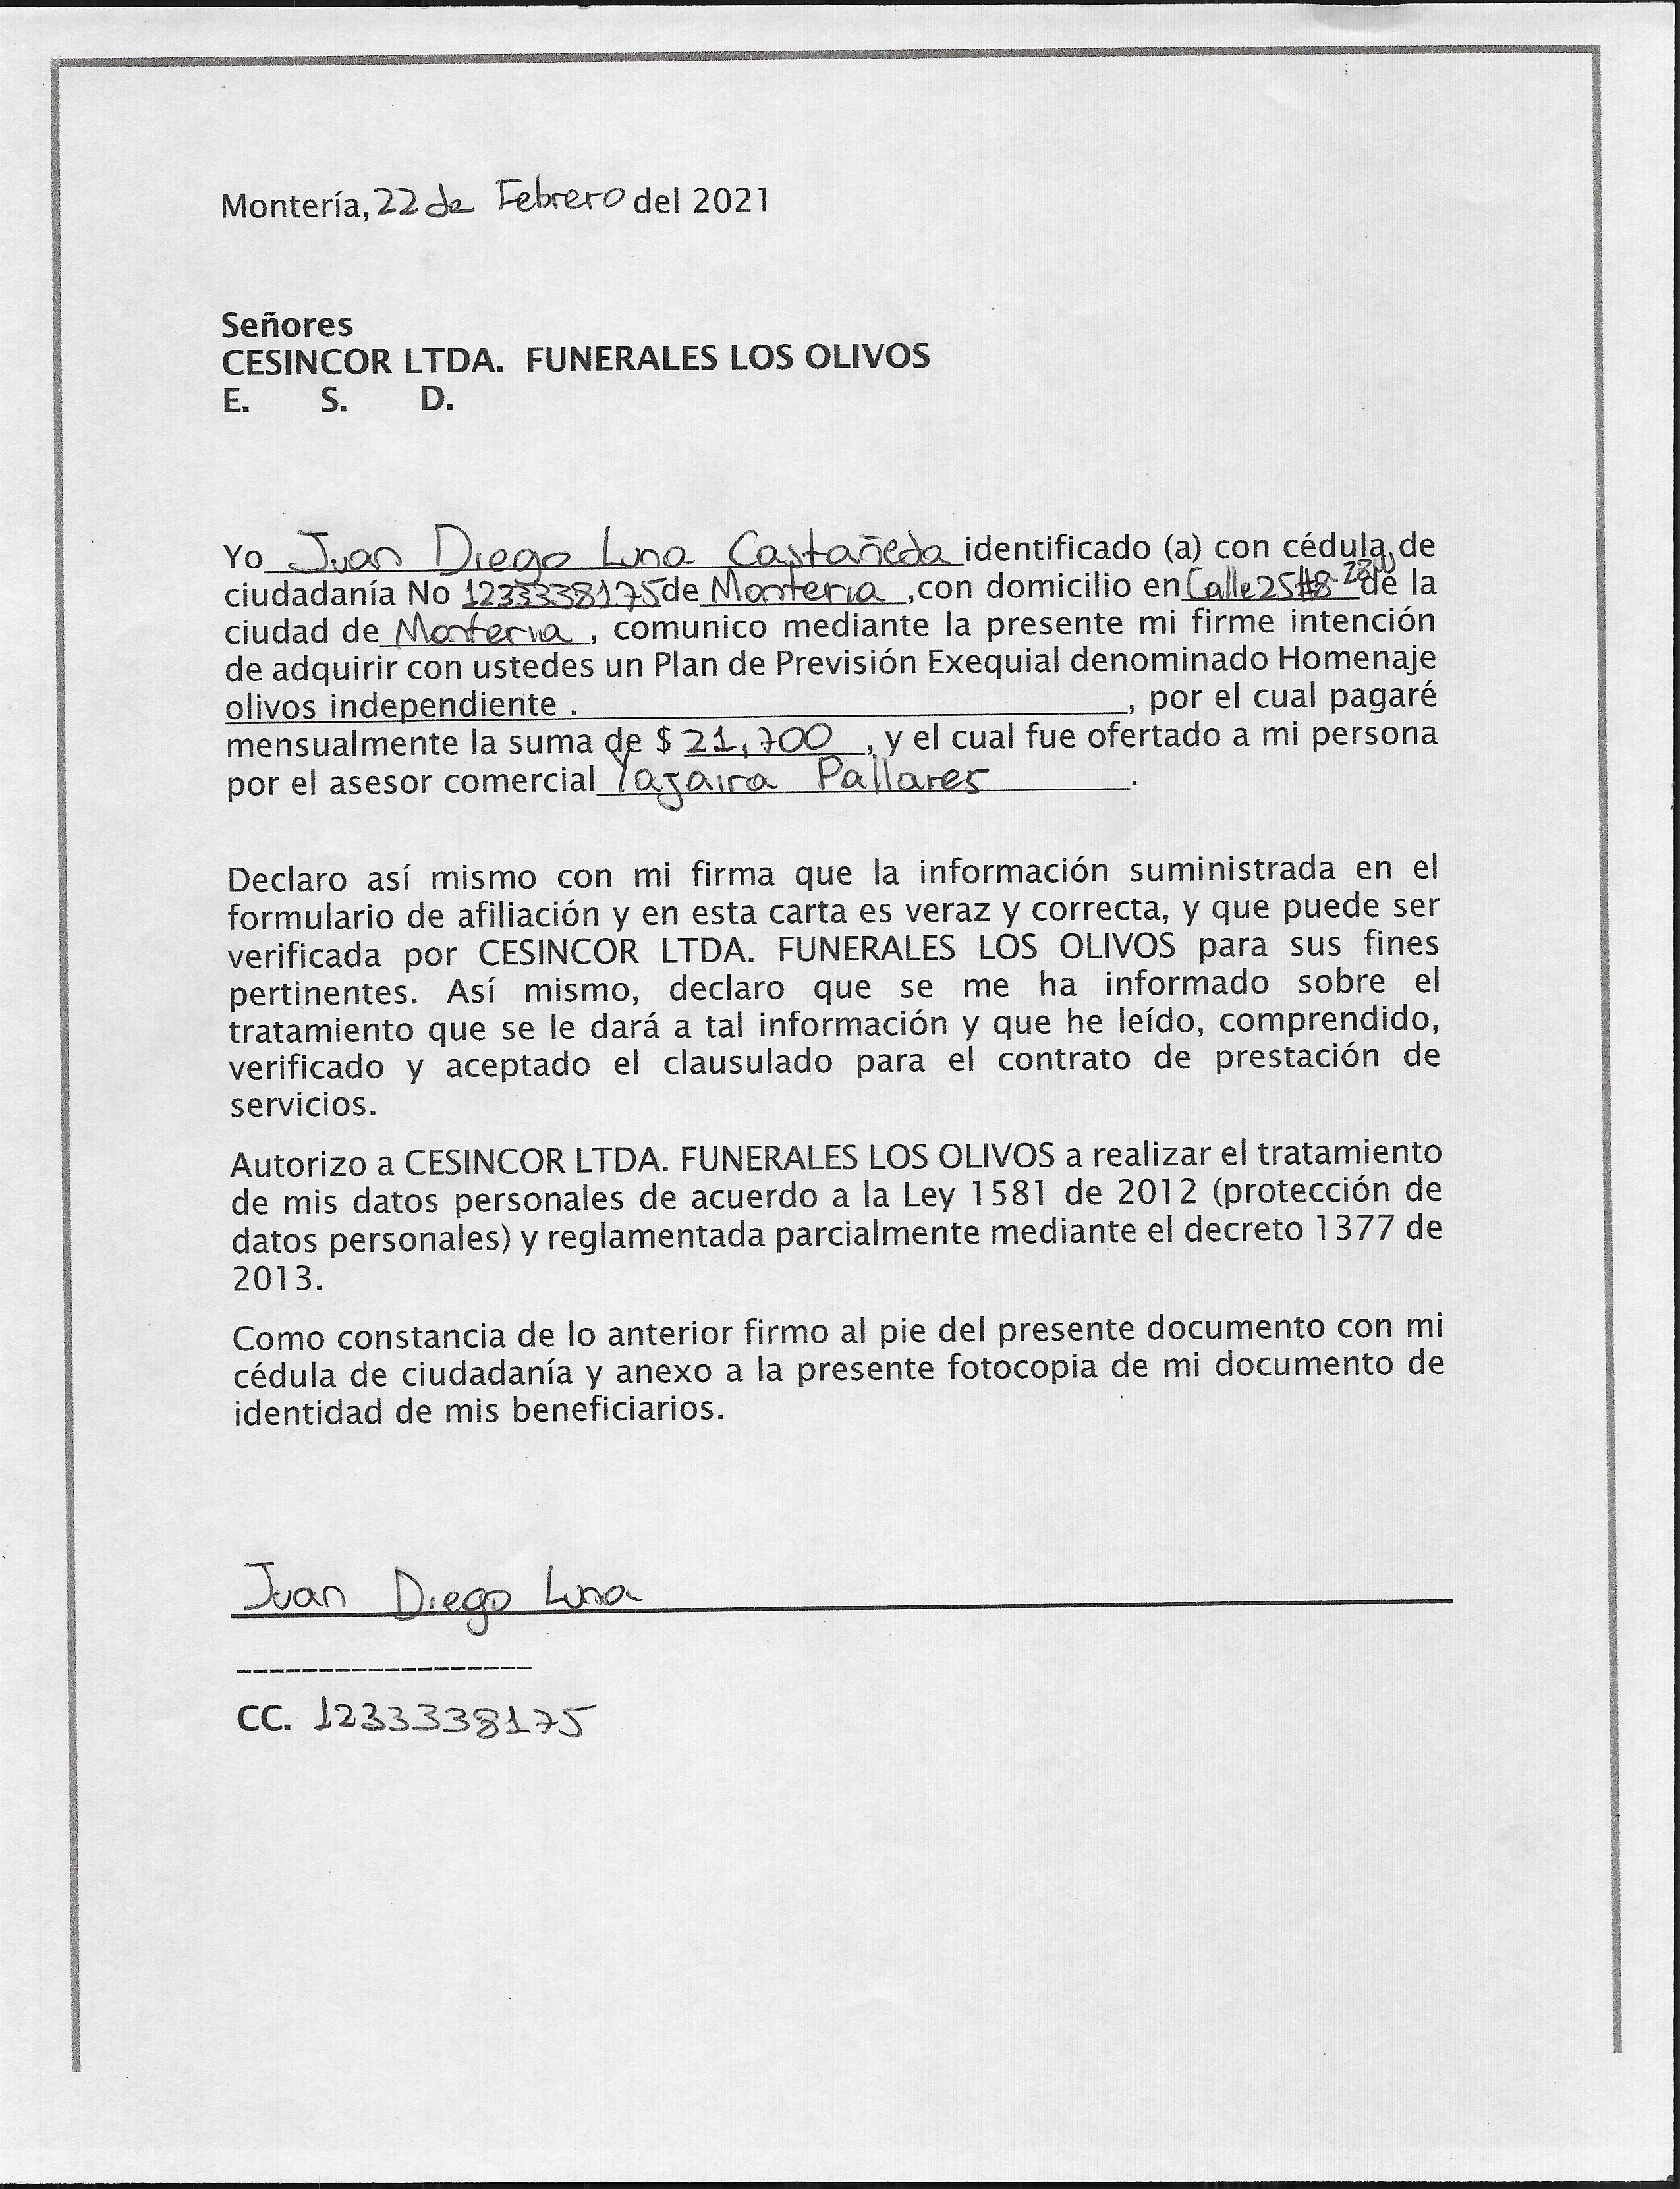 Montería, 22 de Febrero del 2021
Señores
CESINCOR LTDA. FUNERALES LOS OLIVOS
E. S. D.
Yo Juan Diego Luna Castañeda identificado (a) con cédula de
ciudadanía No 1233338175 de Monteria ,con domicilio en Calle 25 #8- de la
ciudad de Monteria , comunico mediante la presente mi firme intención
de adquirir con ustedes un Plan de Previsión Exequial denominado Homenaje
olivos independiente . , por el cual pagaré
mensualmente la suma de $ 21,700 , y el cual fue ofertado a mi persona
por el asesor comercial Yajaira Pallares .
Declaro así mismo con mi firma que la información suministrada en el
formulario de afiliación y en esta carta es veraz y correcta, y que puede ser
verificada por CESINCOR LTDA. FUNERALES LOS OLIVOS para sus fines
pertinentes. Así mismo, declaro que se me ha informado sobre el
tratamiento que se le dará a tal información y que he leído, comprendido,
verificado y aceptado el clausulado para el contrato de prestación de
servicios.
Autorizo a CESINCOR LTDA. FUNERALES LOS OLIVOS a realizar el tratamiento
de mis datos personales de acuerdo a la Ley 1581 de 2012 (protección de
datos personales) y reglamentada parcialmente mediante el decreto 1377 de
2013.
Como constancia de lo anterior firmo al pie del presente documento con mi
cédula de ciudadanía y anexo a la presente fotocopia de mi documento de
identidad de mis beneficiarios.
Juan Diego Luna
CC. 1233338175